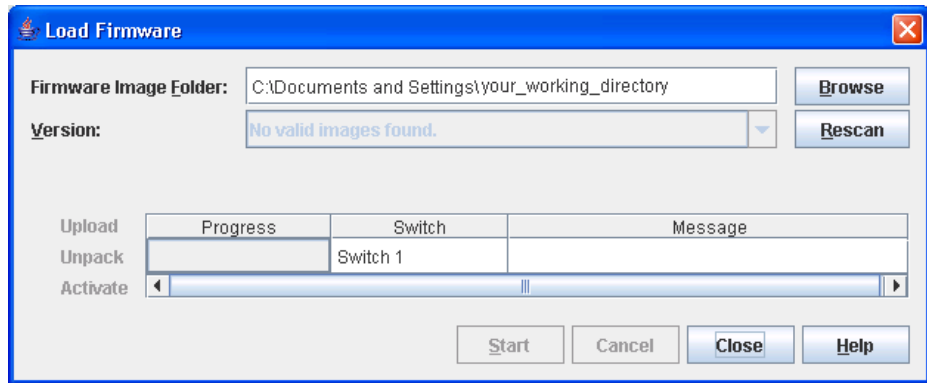 Load Firmware
Firmware Image Folder: C:\Documents and Settings\your_working_directory Browse
Version: No valid images found. Rescan
Upload Progress Switch Message
Unpack Switch 1
Activate
Start Cancel Close Help